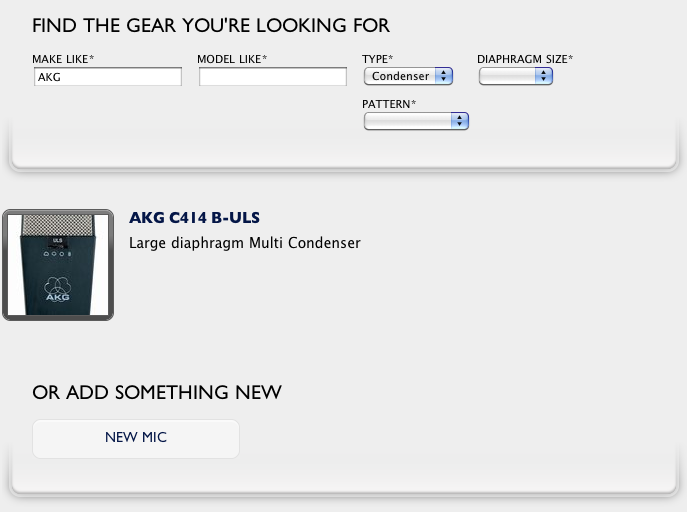 FIND THE GEAR YOU'RE LOOKING FOR
MAKE LIKE* MODEL LIKE* TYPE* DIAPHRAGM SIZE*
AKG Condenser
PATTERN*
AKG C414 B-ULS
Large diaphragm Multi Condenser
ULS
AKG
OR ADD SOMETHING NEW
NEW MIC